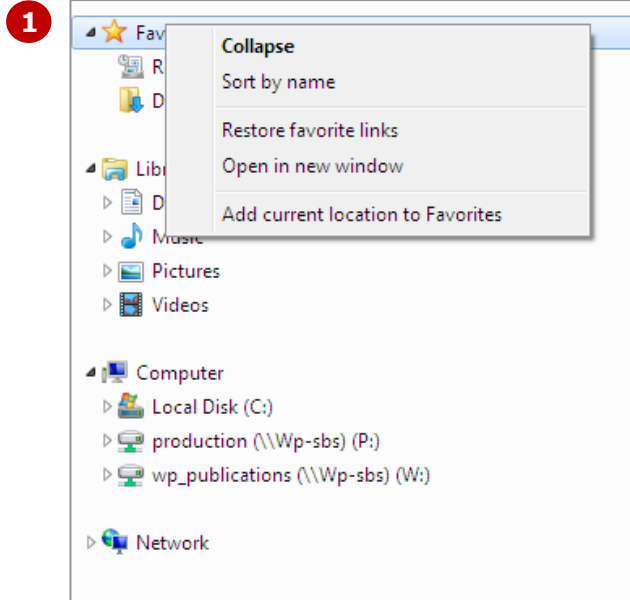 1
Fav
Collapse
R
Sort by name
D
Restore favorite links
Libr
Open in new window
D
Add current location to Favorites
Music
Pictures
Videos
Computer
Local Disk (C:)
production (\\Wp-sbs) (P:)
wp_publications (\\Wp-sbs) (W:)
Network